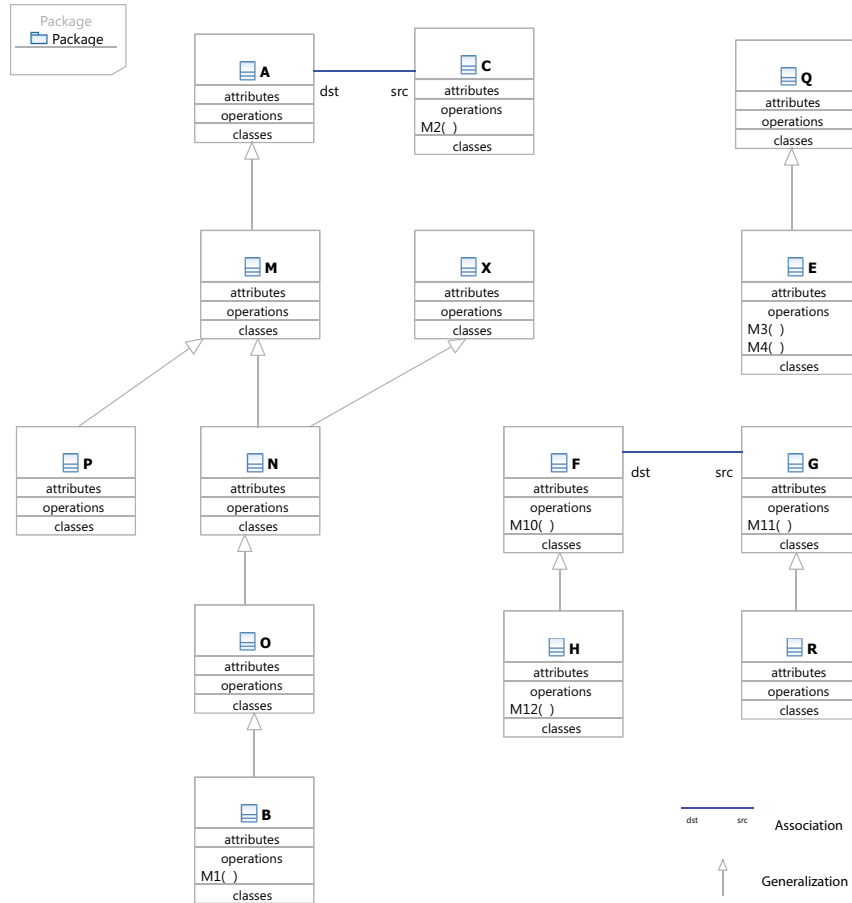 Package
Package
A
attributes
operations
classes
dst
src
C
attributes
operations
M2( )
classes
Q
attributes
operations
classes
M
attributes
operations
classes
X
attributes
operations
classes
E
attributes
operations
M3( )
M4( )
classes
P
attributes
operations
classes
N
attributes
operations
classes
F
attributes
operations
M10( )
classes
dst
src
G
attributes
operations
M11( )
classes
O
attributes
operations
classes
H
attributes
operations
M12( )
classes
R
attributes
operations
classes
B
attributes
operations
M1( )
classes
dst
src
Association
Generalization